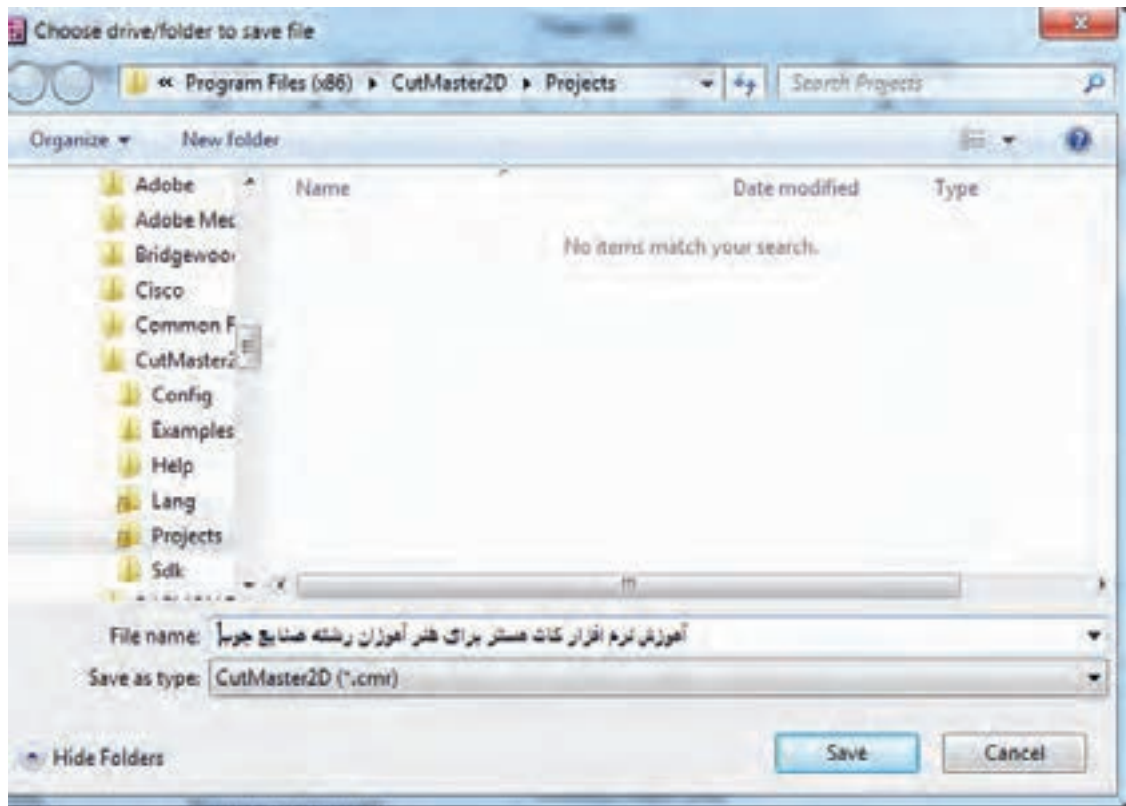 Choose drive/folder to save file
« Program Files (x86) ▸ CutMaster2D ▸ Projects
Search Projects
Organize
New folder
Adobe
Adobe Mec
Bridgewoo
Cisco
Common F
CutMaster2
Config
Examples
Help
Lang
Projects
Sdk
Name
Date modified
Type
No items match your search.
File name: آموزش نرم افزار کات مستر برای هنر آموزان رشته صنایع چوب
Save as type: CutMaster2D (*.cmr)
Hide Folders
Save
Cancel